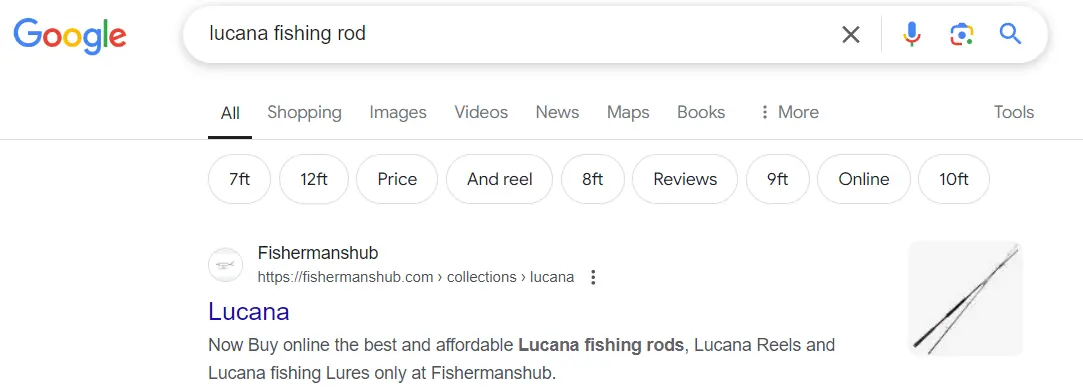 Google
lucana fishing rod
All Shopping Images Videos News Maps Books More Tools
7ft 12ft Price And reel 8ft Reviews 9ft Online 10ft
Fishermanshub
https://fishermanshub.com › collections › lucana
Lucana
Now Buy online the best and affordable Lucana fishing rods, Lucana Reels and
Lucana fishing Lures only at Fishermanshub.